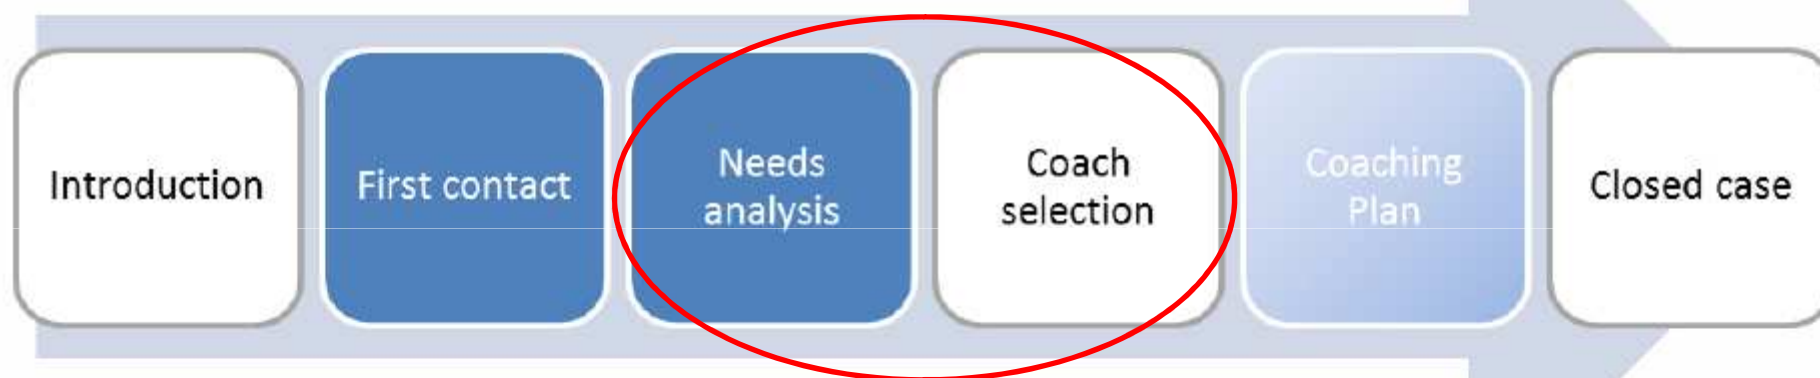 Introduction
First contact
Needs
analysis
Coach
selection
Coaching
Plan
Closed case